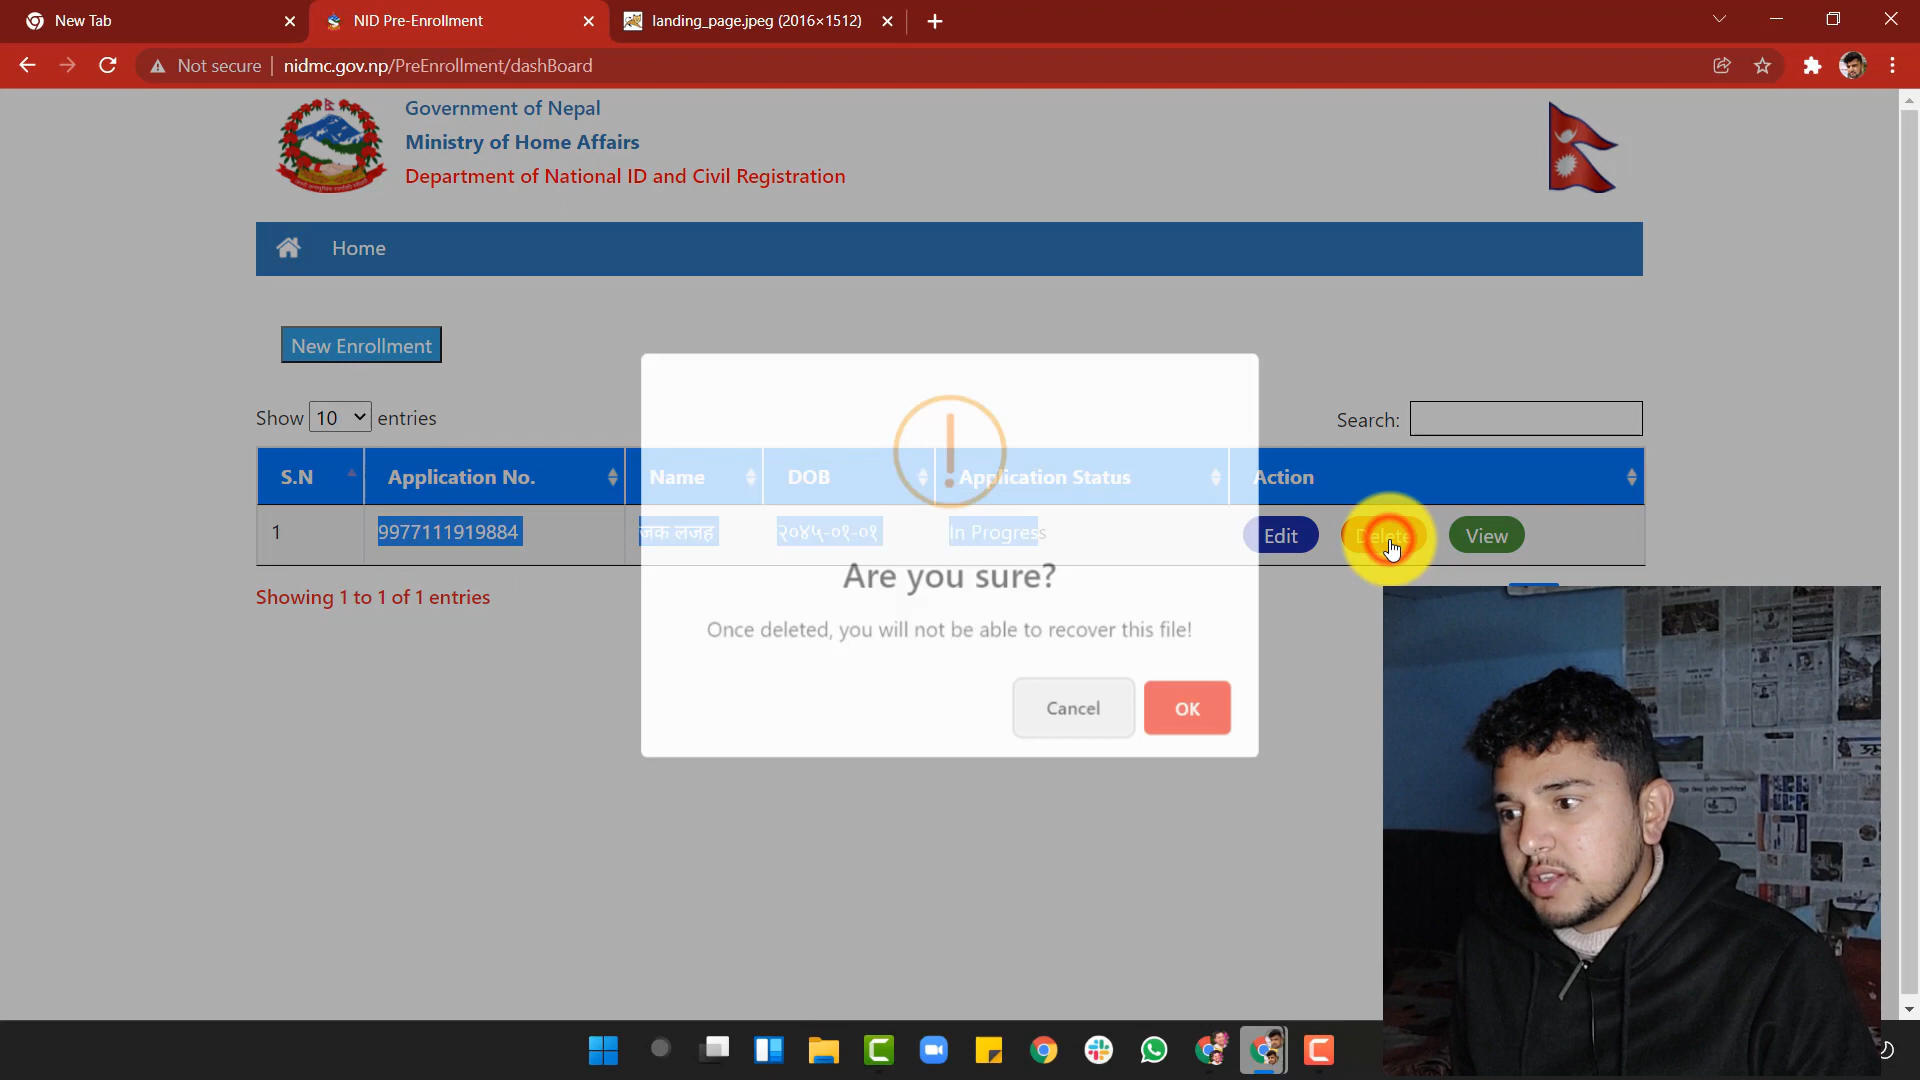 New Tab
NID Pre-Enrollment
landing_page.jpeg (2016×1512)
Not secure
nidmc.gov.np/PreEnrollment/dashBoard
Government of Nepal
Ministry of Home Affairs
Department of National ID and Civil Registration
Home
New Enrollment
Show 10 entries
Search:
S.N Application No. Name DOB Application Status Action
1 9977111919884 जक लजह २०४५-०१-०१ In Progress Edit Delete View
Are you sure?
Showing 1 to 1 of 1 entries
Once deleted, you will not be able to recover this file!
Cancel OK